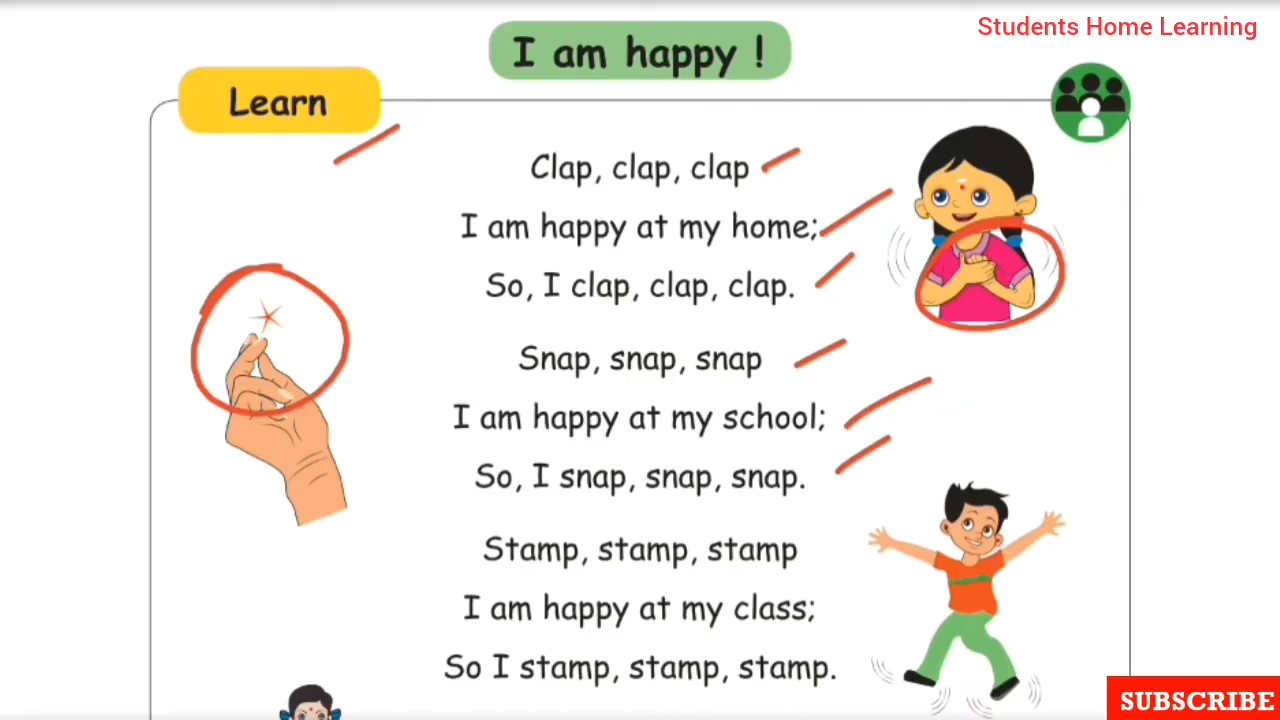 Students Home Learning
I am happy !
Learn
Clap, clap, clap
I am happy at my home;
So, I clap, clap, clap.
Snap, snap, snap
I am happy at my school;
So, I snap, snap, snap.
Stamp, stamp, stamp
I am happy at my class;
So I stamp, stamp, stamp.
SUBSCRIBE